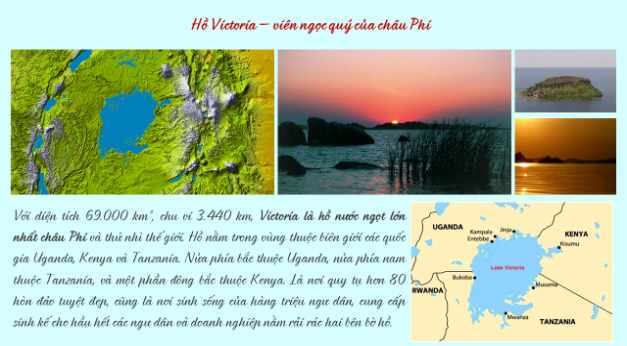 Hồ Victoria – viên ngọc quý của châu Phi
Với diện tích 69.000 km², chu vi 3.440 km, Victoria là hồ nước ngọt lớn
nhất châu Phi và thứ nhì thế giới. Hồ nằm trong vùng thuộc biên giới các quốc
gia Uganda, Kenya và Tanzania. Nửa phía bắc thuộc Uganda, nửa phía nam
thuộc Tanzania, và một phần đông bắc thuộc Kenya. Là nơi quy tụ hơn 80
hòn đảo tuyệt đẹp, cũng là nơi sinh sống của hàng triệu ngư dân, cung cấp
sinh kế cho hầu hết các ngư dân và doanh nghiệp nằm rải rác hai bên bờ hồ.
UGANDA
Kampala
Jinja
Entebbe
KENYA
Kisumu
Lake Victoria
Bukoba
RWANDA
Musoma
Mwanza
TANZANIA